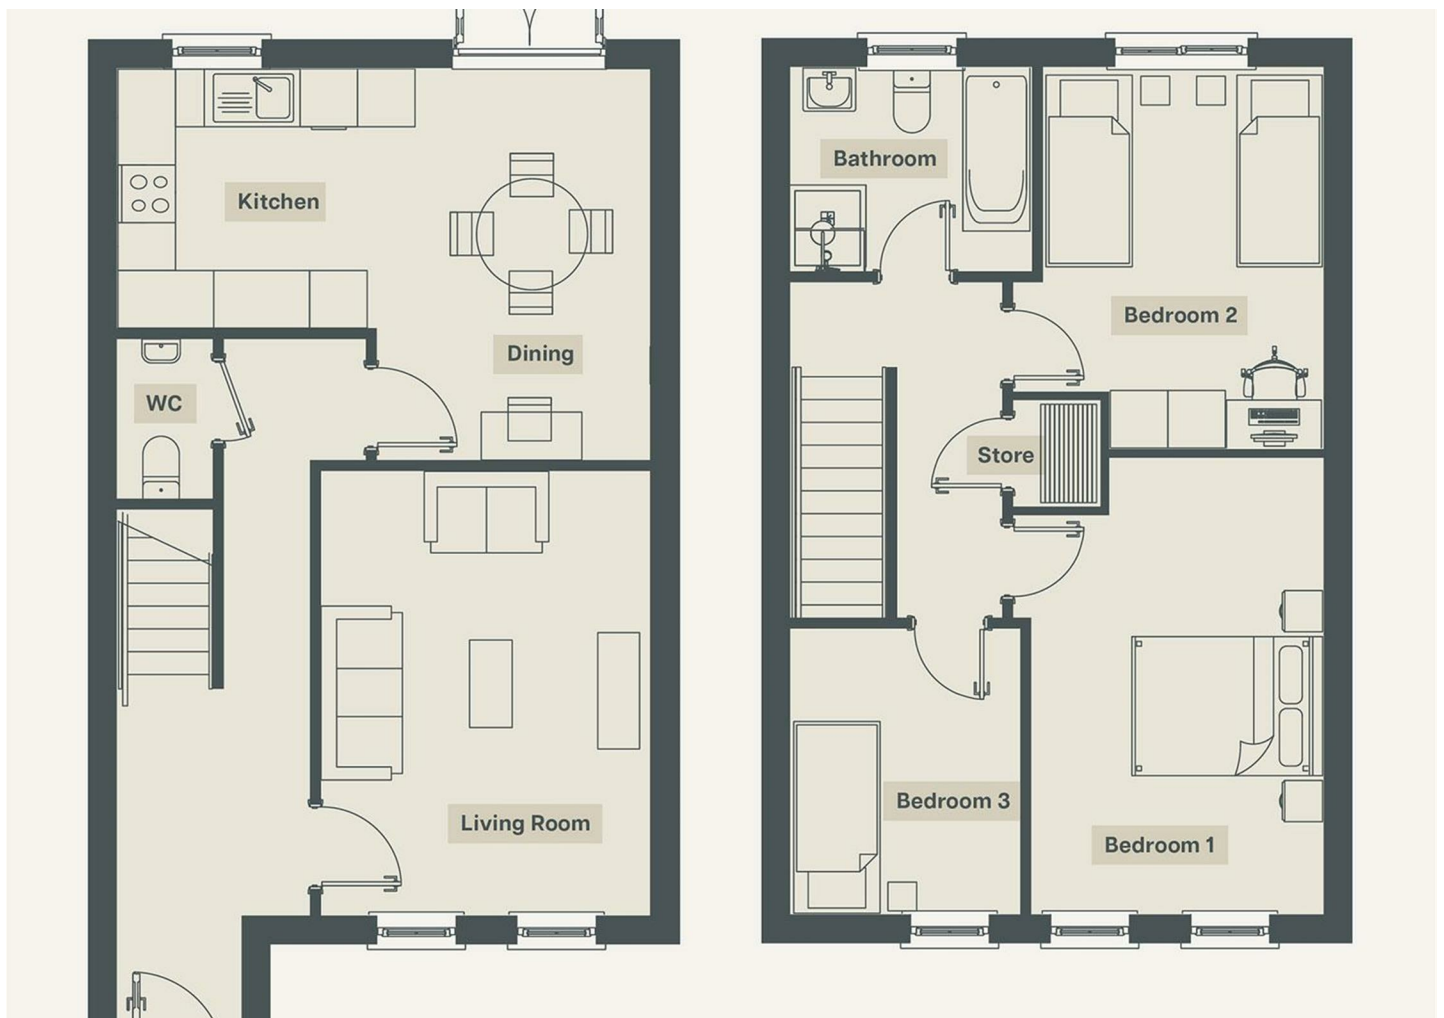 Kitchen
Dining
WC
Living Room
Bathroom
Bedroom 2
Store
Bedroom 3
Bedroom 1